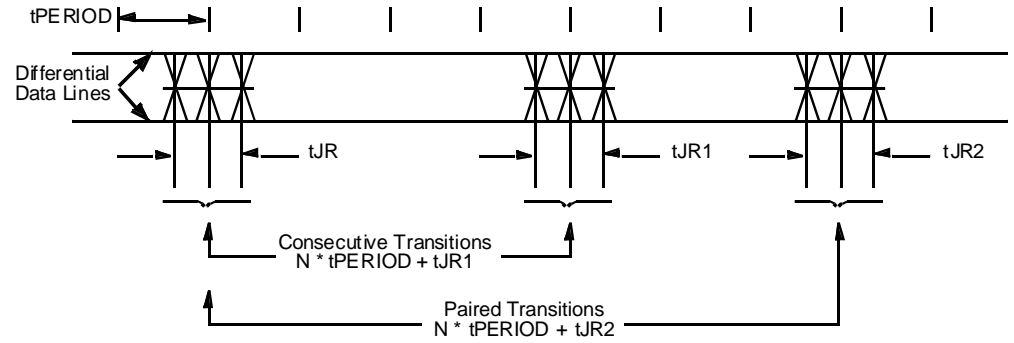 tPERIOD
Differential
Data Lines
tJR
tJR1
tJR2
Consecutive Transitions
N * tPERIOD + tJR1
Paired Transitions
N * tPERIOD + tJR2